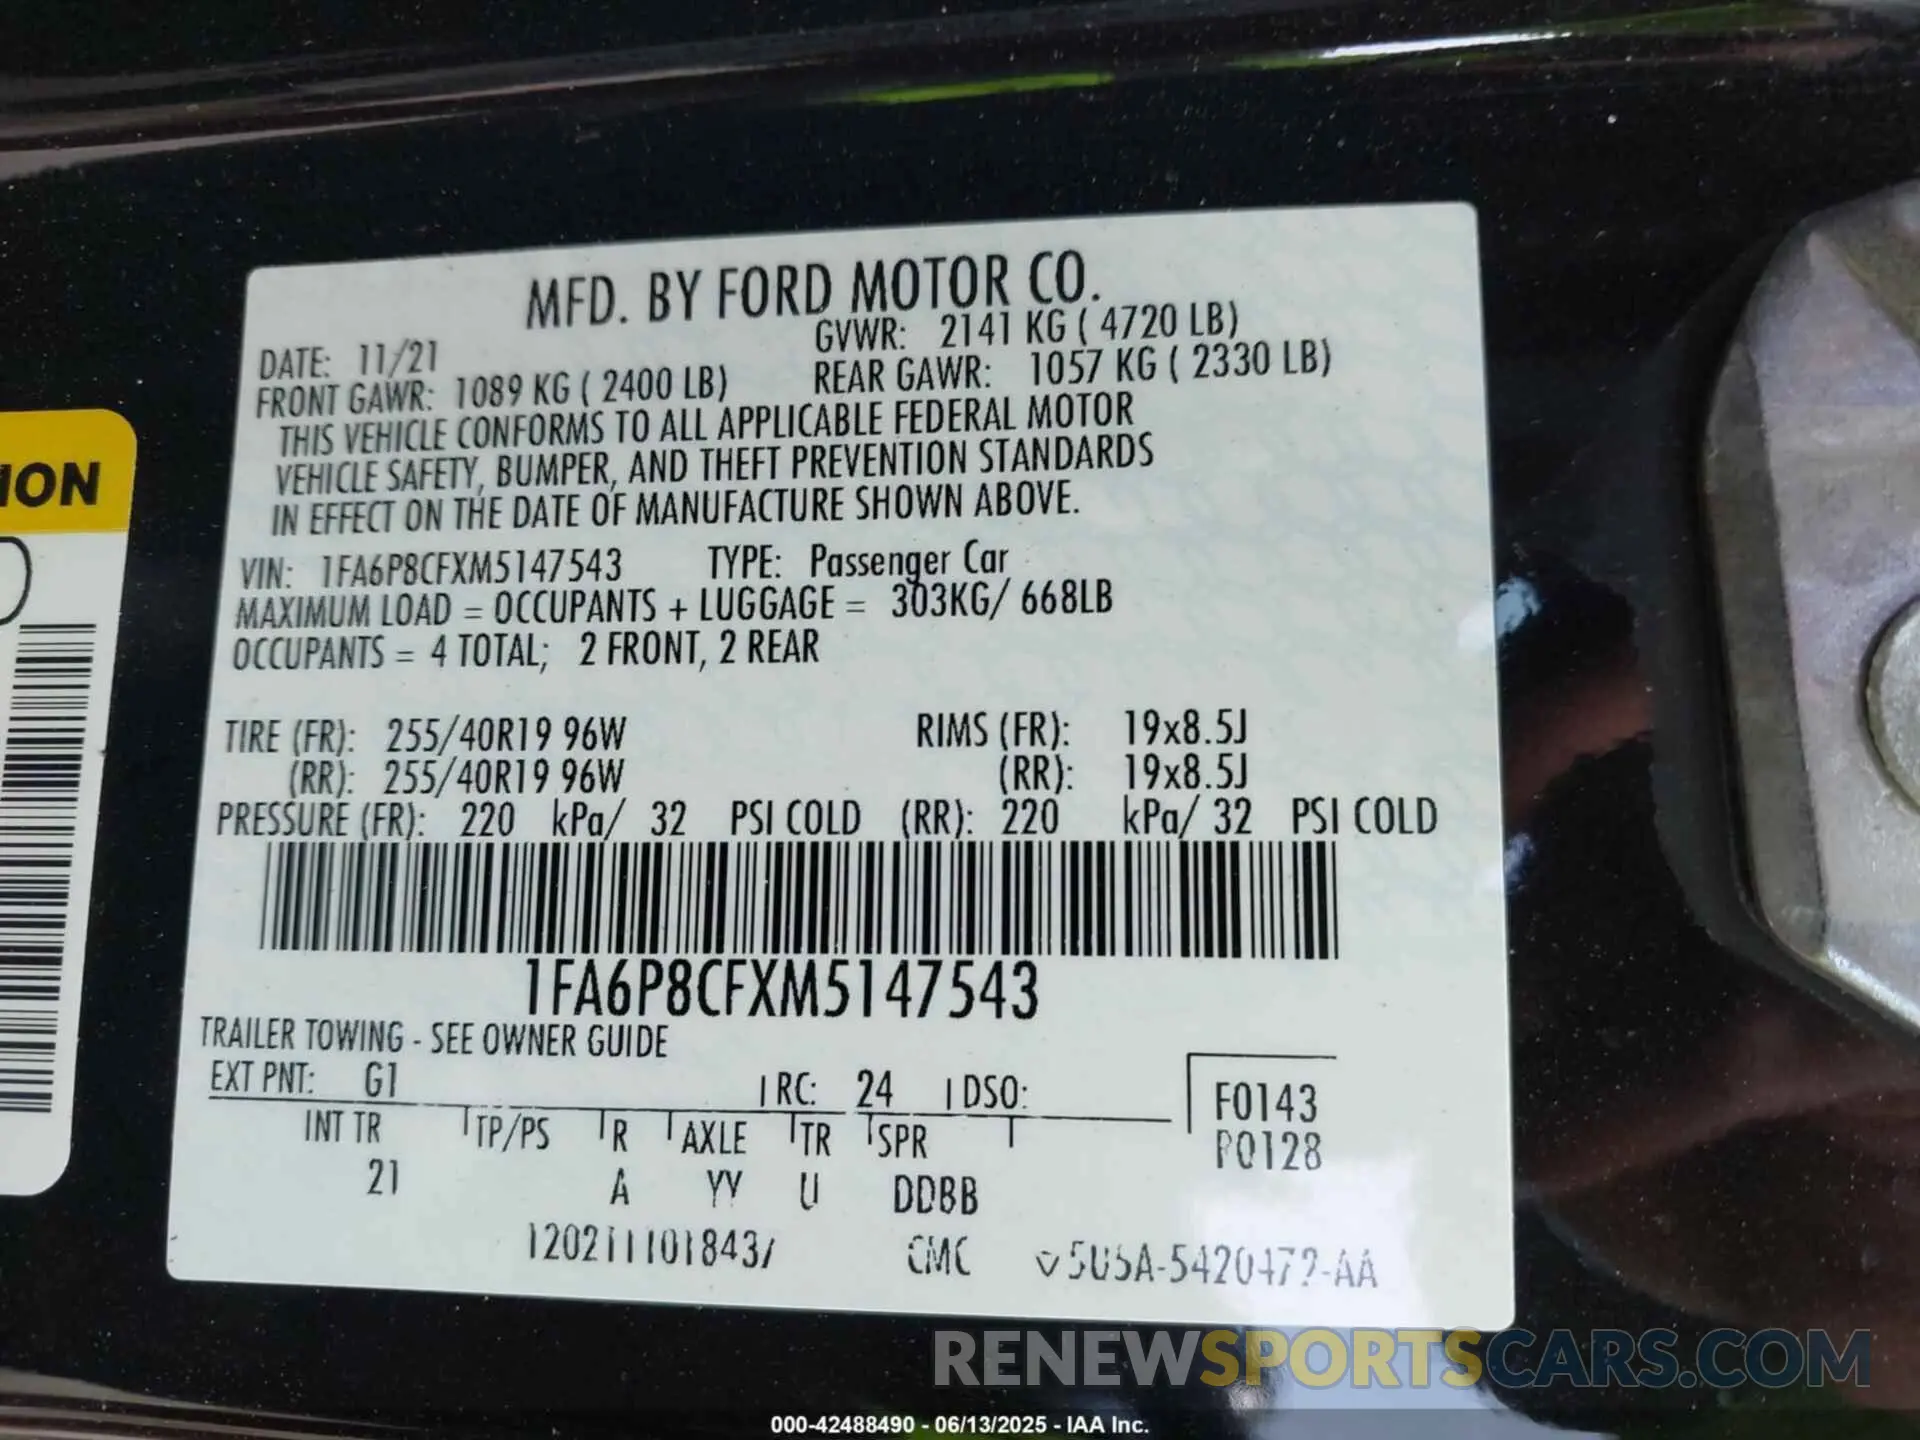 MFD. BY FORD MOTOR CO.
DATE: 11/21 GVWR: 2141 KG ( 4720 LB)
FRONT GAWR: 1089 KG ( 2400 LB) REAR GAWR: 1057 KG ( 2330 LB)
THIS VEHICLE CONFORMS TO ALL APPLICABLE FEDERAL MOTOR
VEHICLE SAFETY, BUMPER, AND THEFT PREVENTION STANDARDS
IN EFFECT ON THE DATE OF MANUFACTURE SHOWN ABOVE.
VIN: 1FA6P8CFXM5147543 TYPE: Passenger Car
MAXIMUM LOAD = OCCUPANTS + LUGGAGE = 303KG/ 668LB
OCCUPANTS = 4 TOTAL; 2 FRONT, 2 REAR
TIRE (FR): 255/40R19 96W RIMS (FR): 19x8.5J
(RR): 255/40R19 96W (RR): 19x8.5J
PRESSURE (FR): 220 kPa/ 32 PSI COLD (RR): 220 kPa/ 32 PSI COLD
1FA6P8CFXM5147543
TRAILER TOWING - SEE OWNER GUIDE
EXT PNT: G1 RC: 24 DSO: F0143
INT TR TP/PS R AXLE TR SPR P0128
21 A YY U DDBB
CMC
RENEWSPORTSCARS.COM
000-42488490 - 06/13/2025 - IAA Inc.